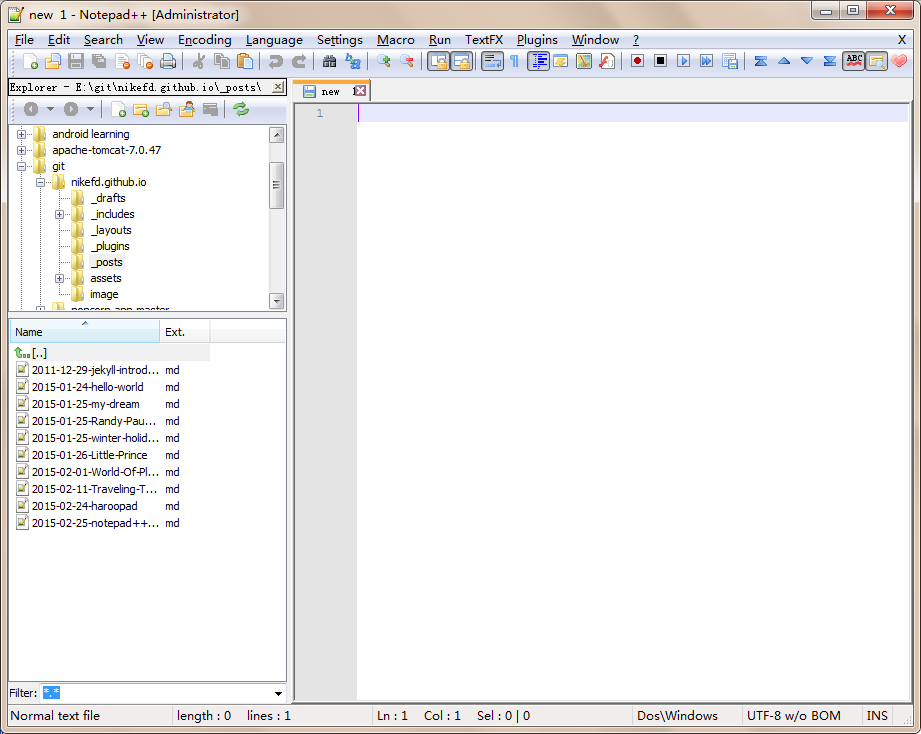 new  1 - Notepad++ [Administrator]
File Edit Search View Encoding Language Settings Macro Run TextFX Plugins Window ? X
ABC
Explorer - E:\git\nikefd.github.io\_posts\
new 1
1
android learning
apache-tomcat-7.0.47
git
nikefd.github.io
_drafts
_includes
_layouts
_plugins
_posts
assets
image
popcorn-app-master
Name Ext.
[..]
2011-12-29-jekyll-introd... md
2015-01-24-hello-world md
2015-01-25-my-dream md
2015-01-25-Randy-Pau... md
2015-01-25-winter-holid... md
2015-01-26-Little-Prince md
2015-02-01-World-Of-Pl... md
2015-02-11-Traveling-T... md
2015-02-24-haroopad md
2015-02-25-notepad++... md
Filter: *.*
Normal text file length : 0 lines : 1 Ln : 1 Col : 1 Sel : 0 | 0 Dos\Windows UTF-8 w/o BOM INS